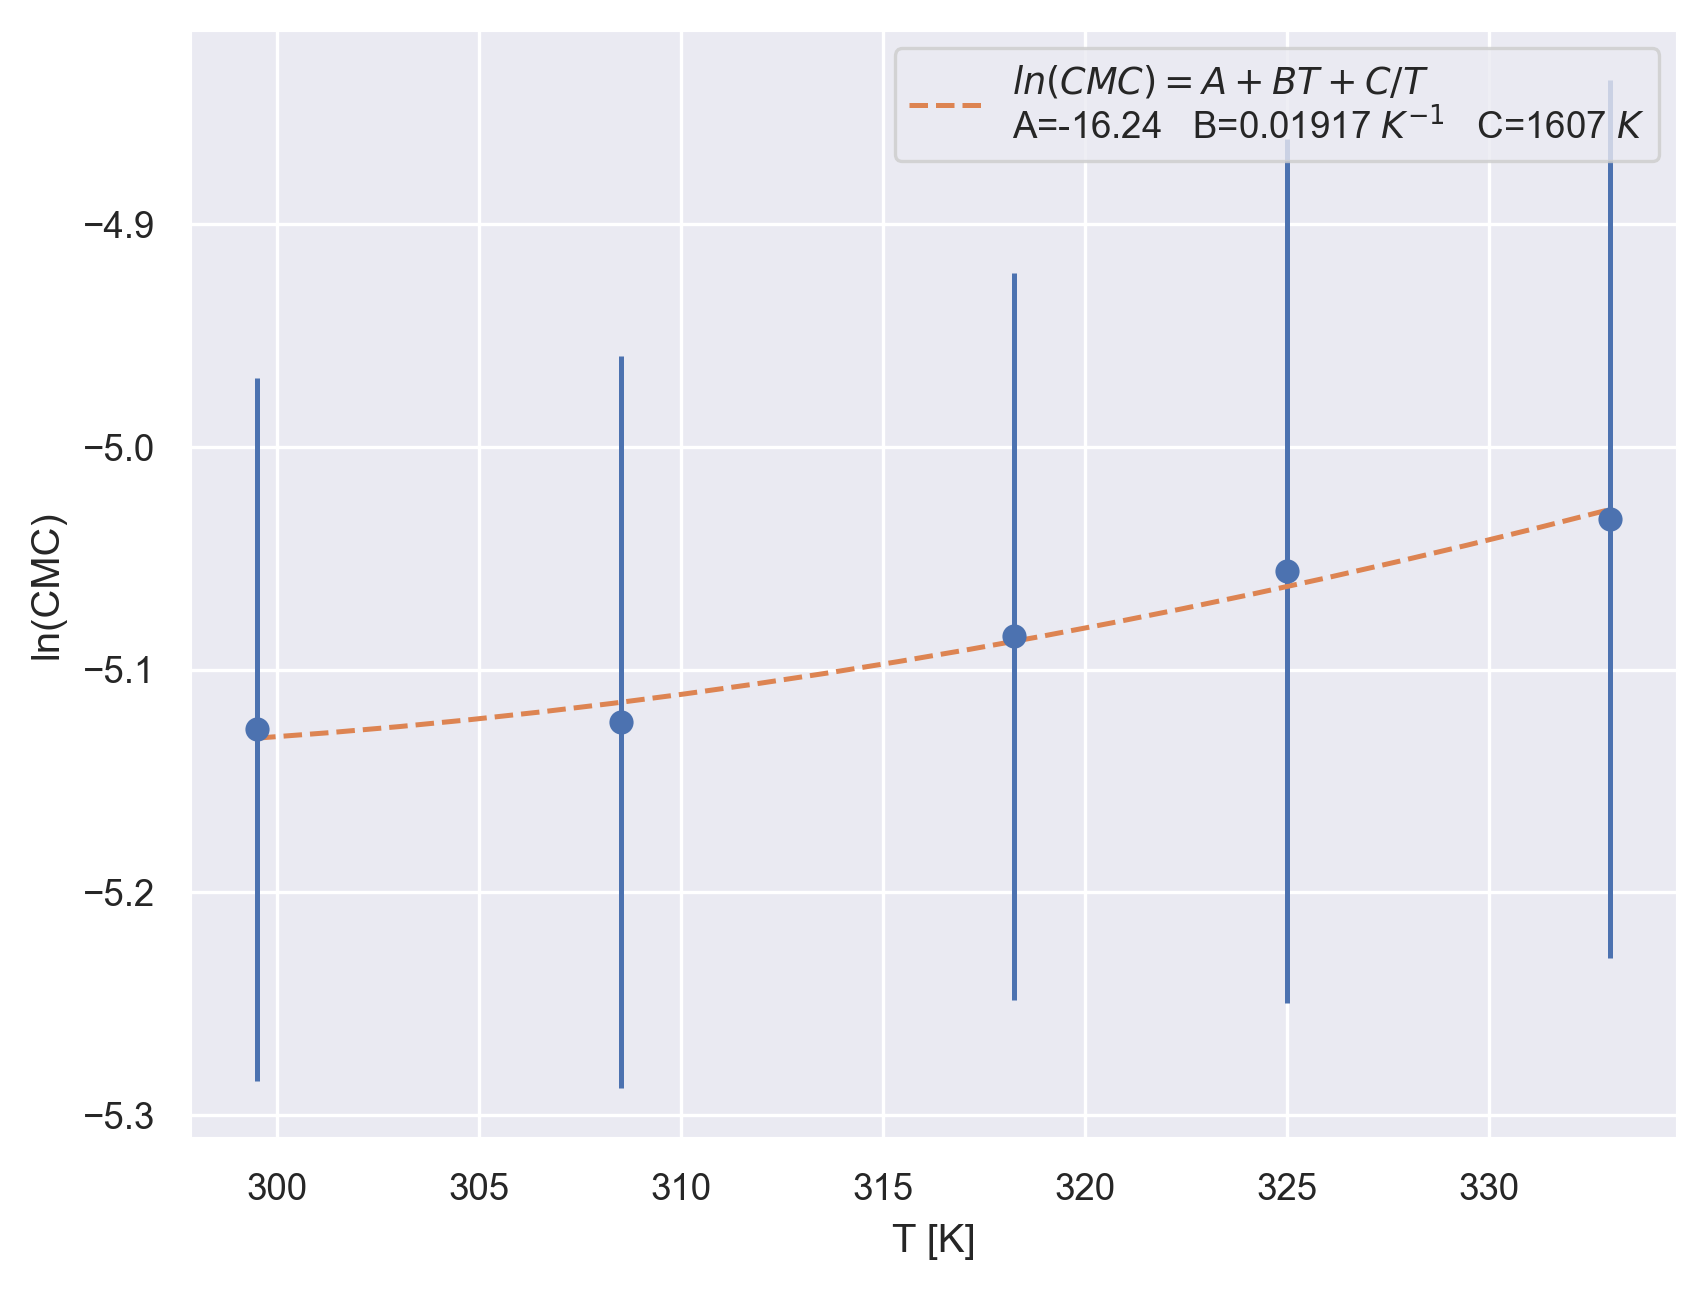 ln(CMC) = A + BT + C/T
A=-16.24 B=0.01917 K⁻¹ C=1607 K
−4.9
−5.0
−5.1
−5.2
−5.3
ln(CMC)
300 305 310 315 320 325 330
T [K]